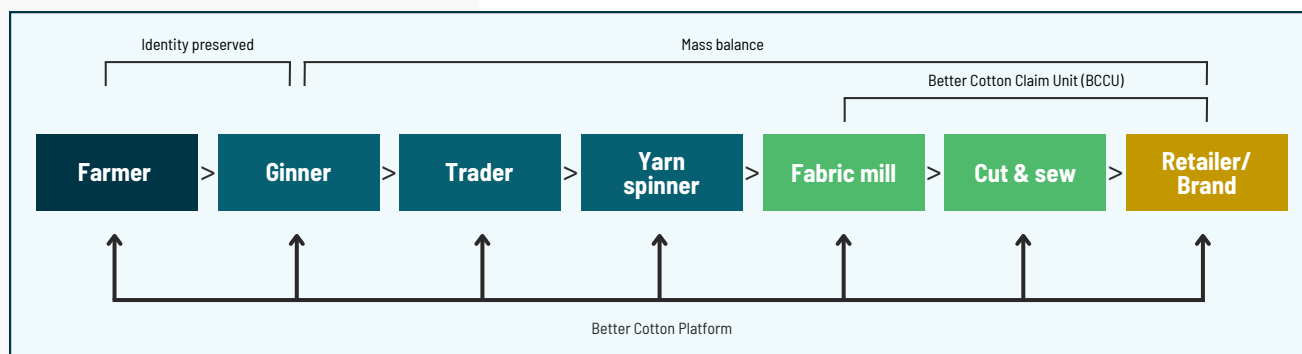 Identity preserved
Mass balance
Better Cotton Claim Unit (BCCU)
Farmer
>
Ginner
>
Trader
>
Yarn
spinner
>
Fabric mill
>
Cut & sew
>
Retailer/
Brand
Better Cotton Platform